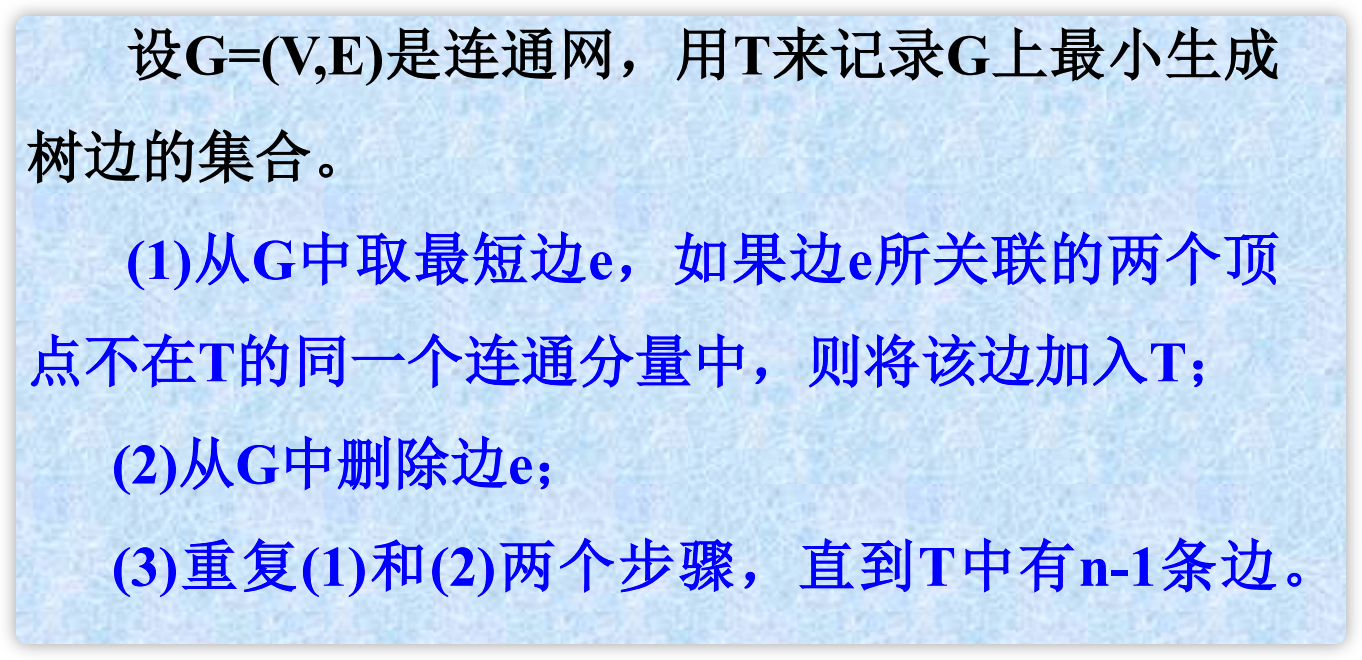 设G=(V,E)是连通网，用T来记录G上最小生成
树边的集合。
(1)从G中取最短边e，如果边e所关联的两个顶
点不在T的同一个连通分量中，则将该边加入T；
(2)从G中删除边e；
(3)重复(1)和(2)两个步骤，直到T中有n-1条边。